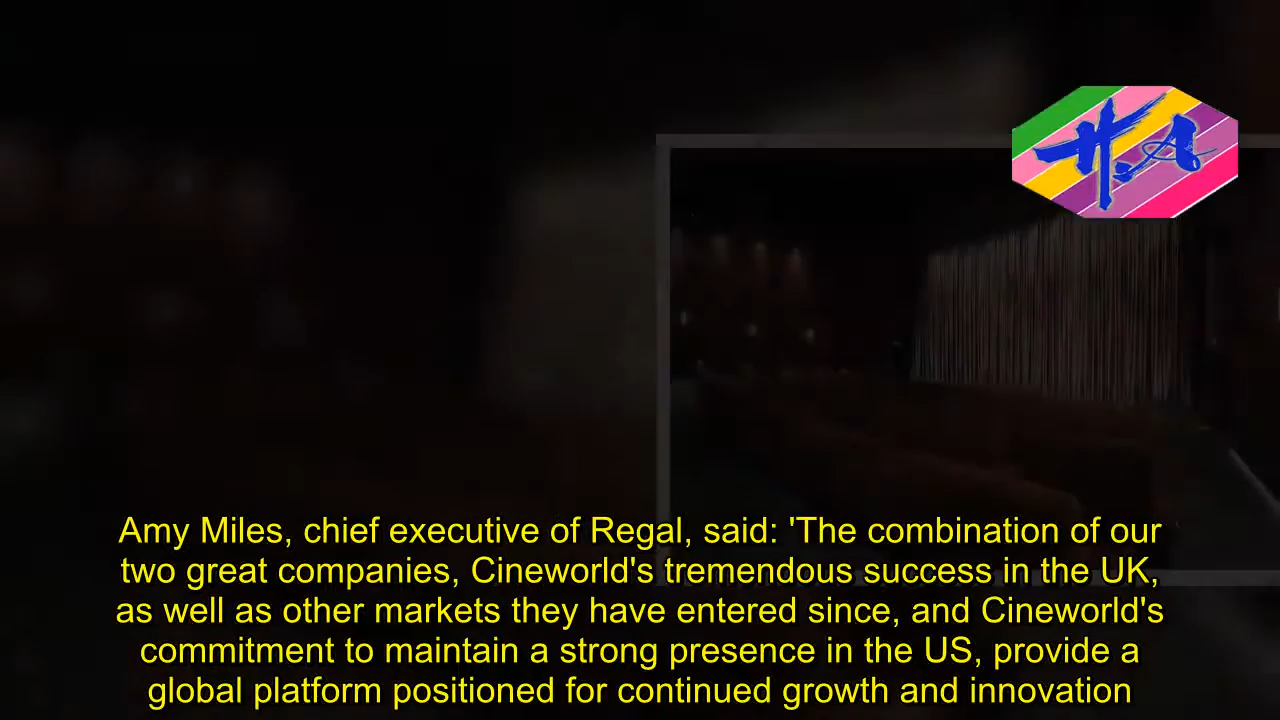 HA
Amy Miles, chief executive of Regal, said: 'The combination of our
two great companies, Cineworld's tremendous success in the UK,
as well as other markets they have entered since, and Cineworld's
commitment to maintain a strong presence in the US, provide a
global platform positioned for continued growth and innovation